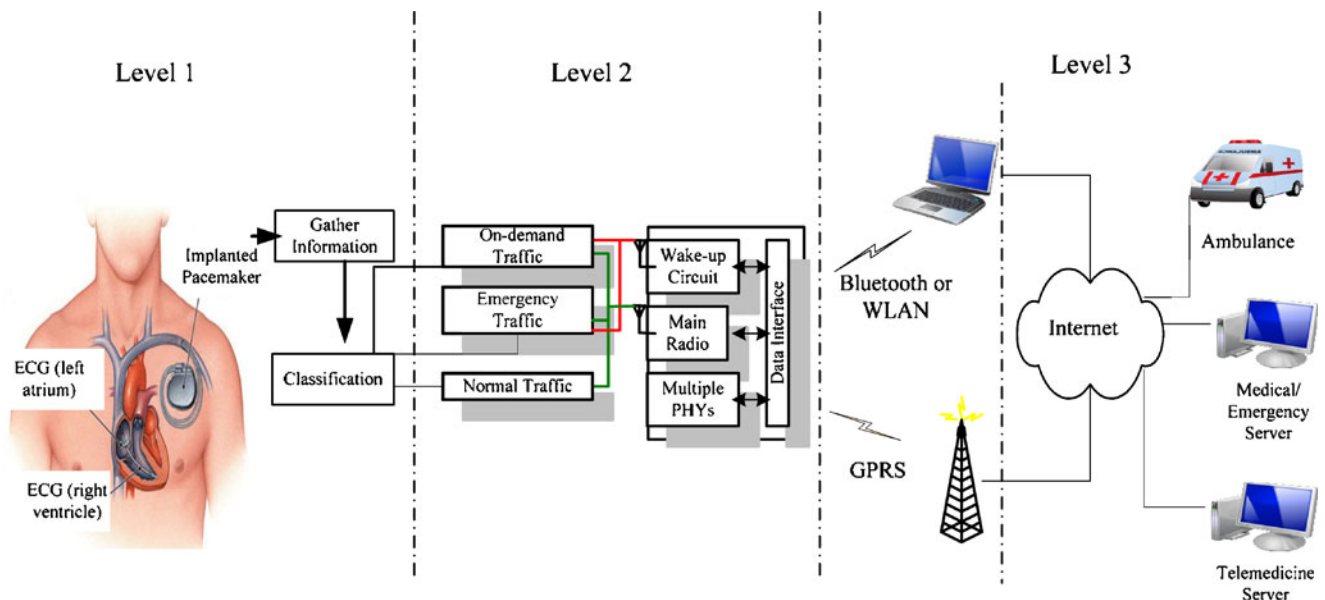 Level 1
Level 2
Level 3
Gather
Information
Implanted
Pacemaker
ECG (left
atrium)
ECG (right
ventricle)
Classification
On-demand
Traffic
Emergency
Traffic
Normal Traffic
Wake-up
Circuit
Main
Radio
Multiple
PHYs
Data Interface
Bluetooth or
WLAN
GPRS
Internet
AMBULANCE
Ambulance
Medical/
Emergency
Server
Telemedicine
Server